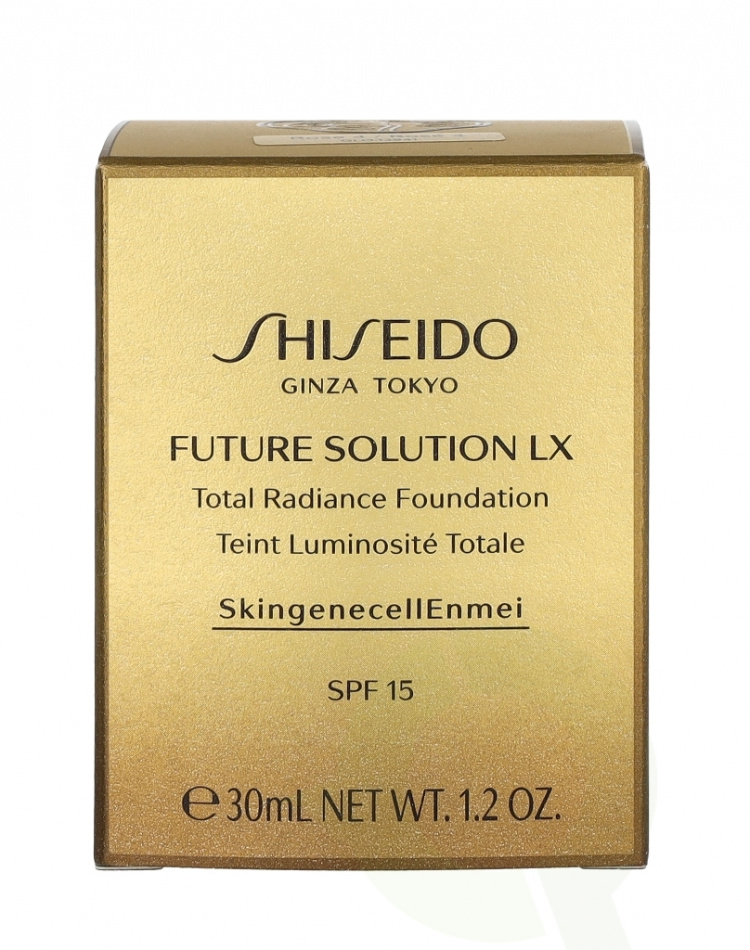 SHISEIDO
GINZA TOKYO
FUTURE SOLUTION LX
Total Radiance Foundation
Teint Luminosité Totale
SkingenecellEnmei
SPF 15
℮30mL NET WT. 1.2 OZ.